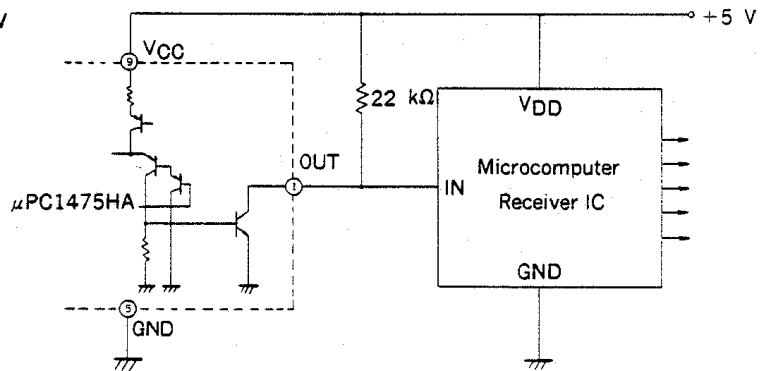 V
+5 V
9
VCC
22 kΩ
VDD
OUT
1
IN
Microcomputer
Receiver IC
μPC1475HA
GND
5
GND